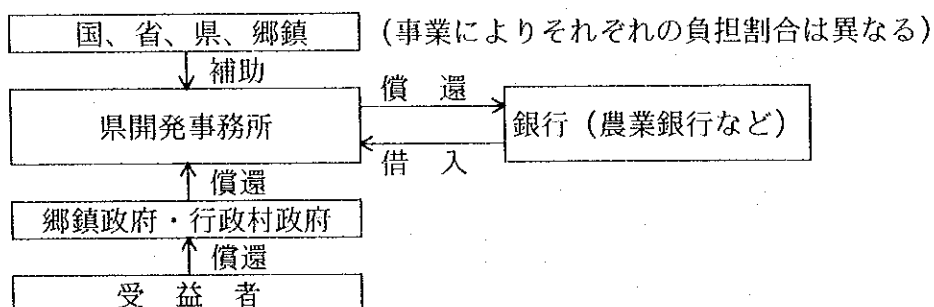 国、省、県、郷鎮 (事業によりそれぞれの負担割合は異なる)
補助
償 還
県開発事務所
銀行(農業銀行など)
借 入
償還
郷鎮政府・行政村政府
償還
受 益 者